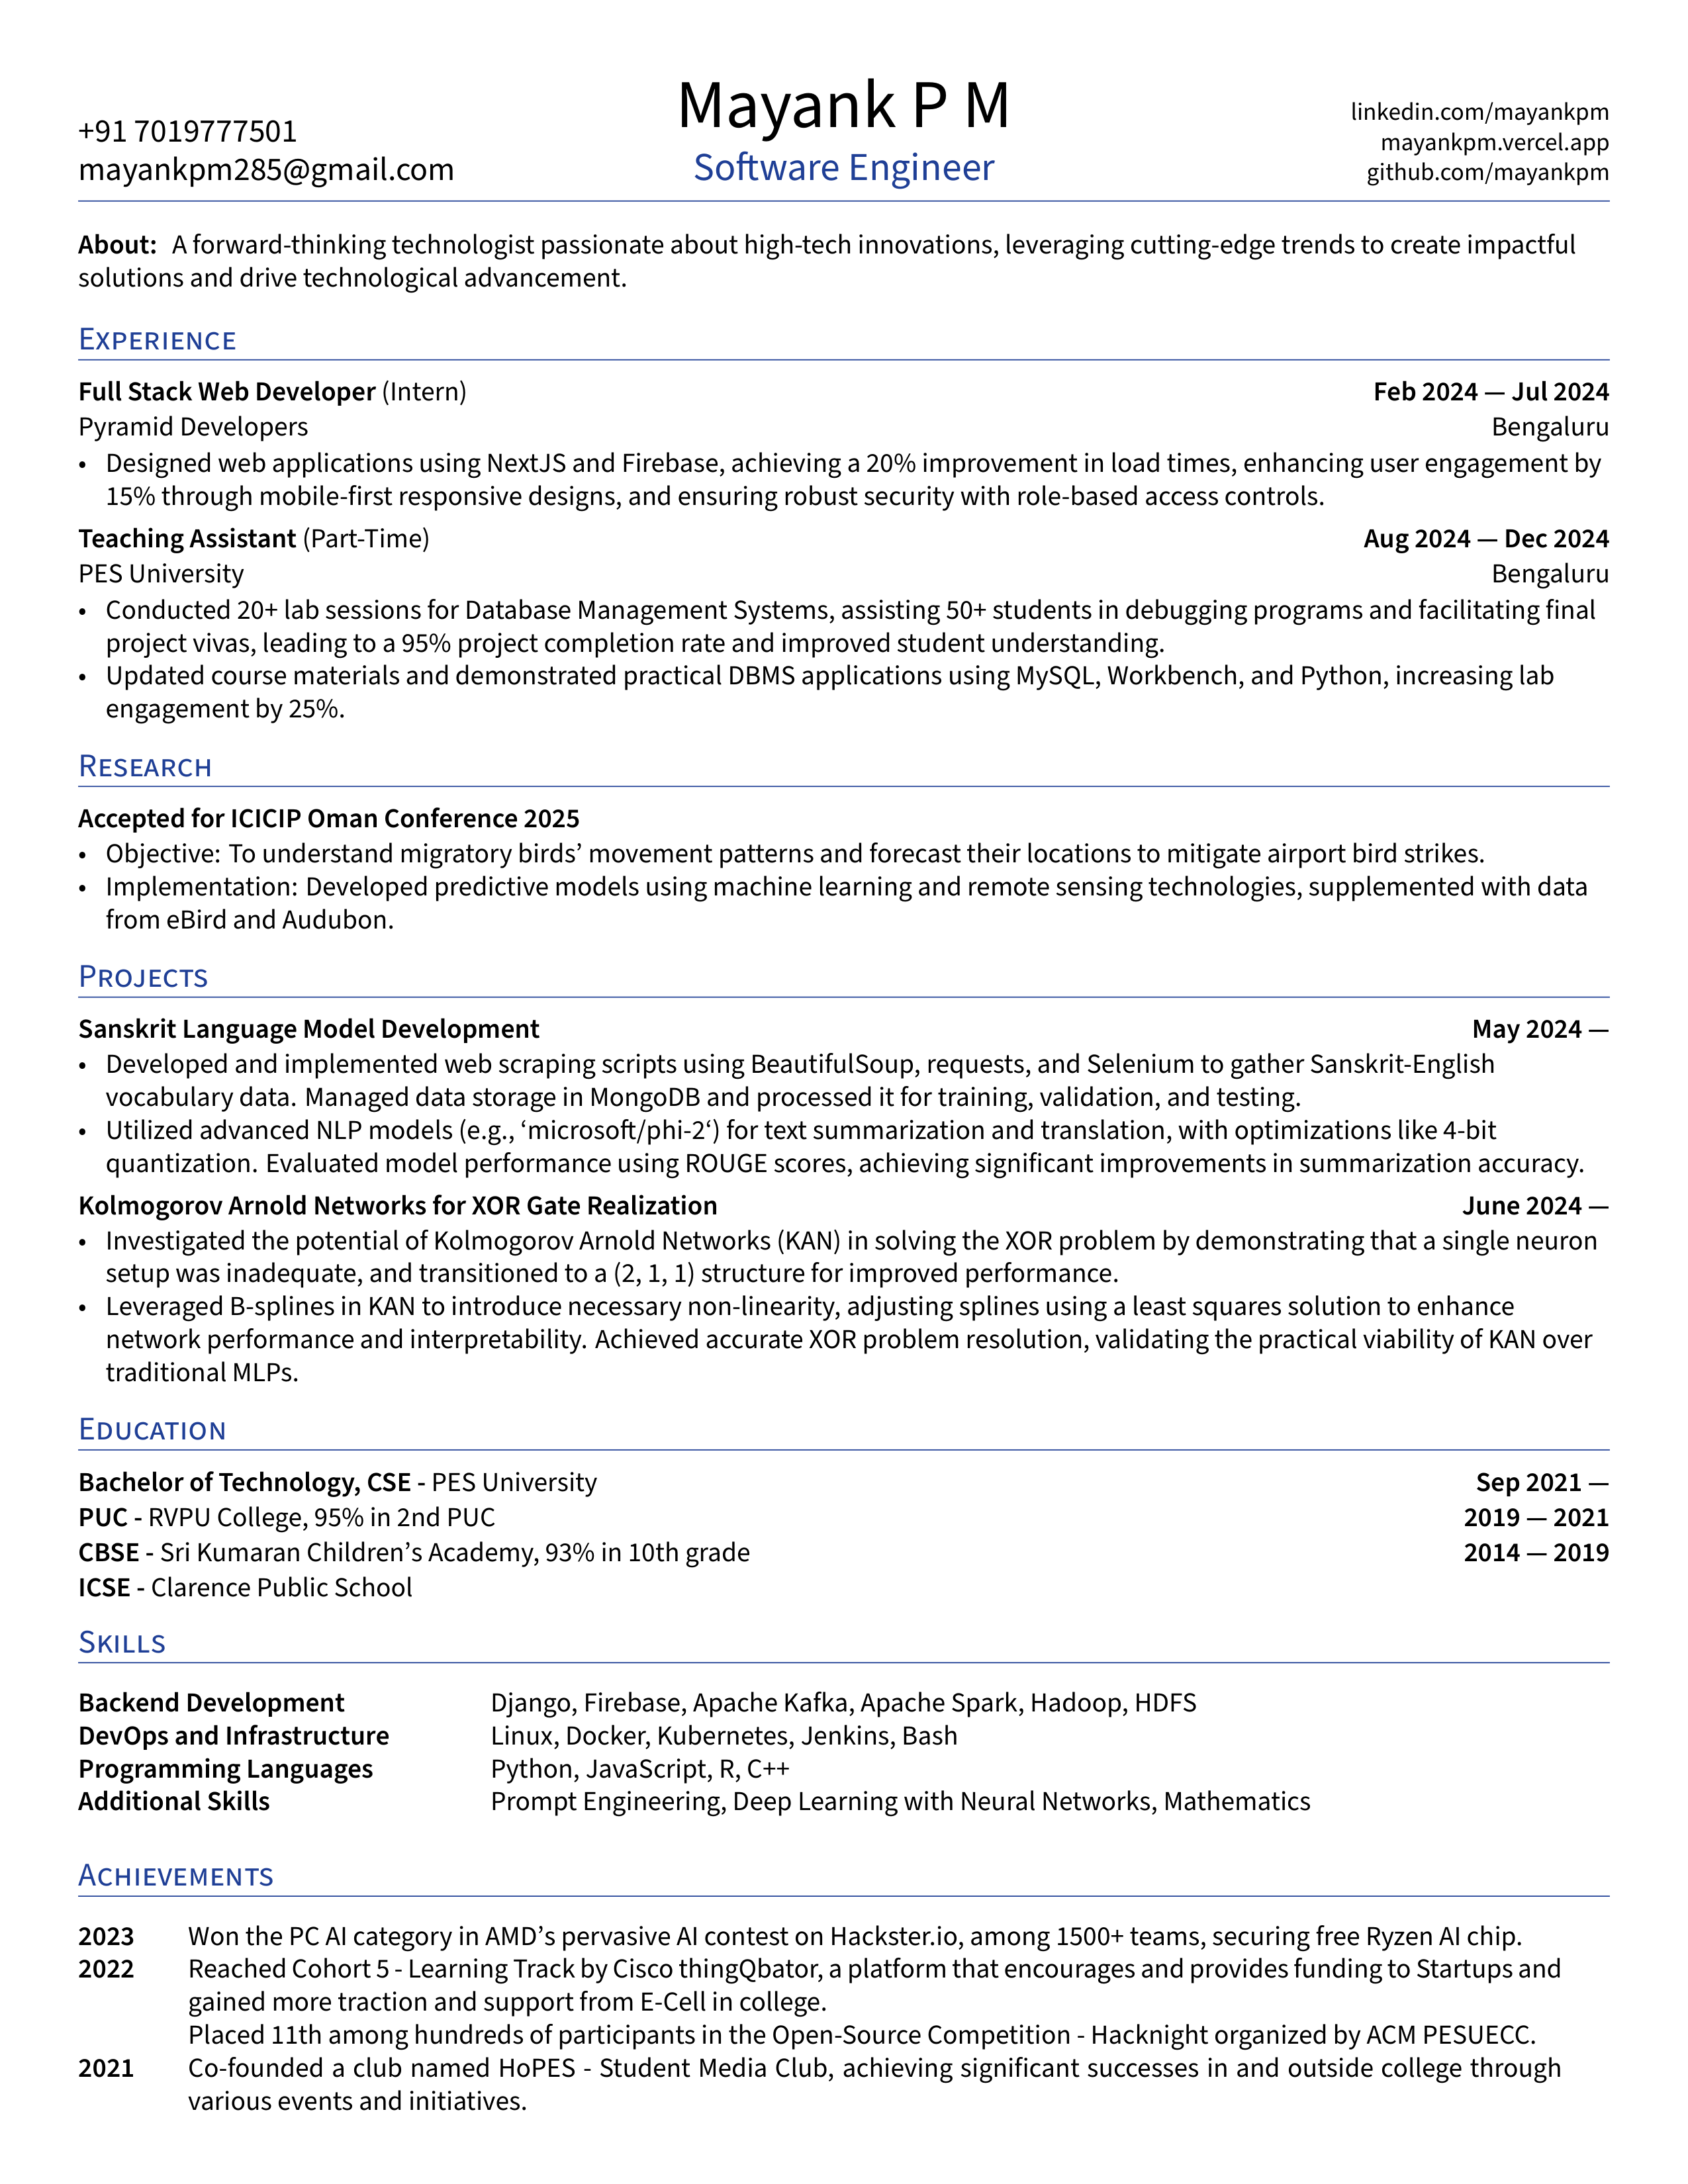 Mayank P M
Software Engineer
+91 7019777501
mayankpm285@gmail.com
linkedin.com/mayankpm
mayankpm.vercel.app
github.com/mayankpm
About: A forward-thinking technologist passionate about high-tech innovations, leveraging cutting-edge trends to create impactful
solutions and drive technological advancement.
Experience
Full Stack Web Developer (Intern) Feb 2024 — Jul 2024
Pyramid Developers Bengaluru
• Designed web applications using NextJS and Firebase, achieving a 20% improvement in load times, enhancing user engagement by
15% through mobile-first responsive designs, and ensuring robust security with role-based access controls.
Teaching Assistant (Part-Time) Aug 2024 — Dec 2024
PES University Bengaluru
• Conducted 20+ lab sessions for Database Management Systems, assisting 50+ students in debugging programs and facilitating final
project vivas, leading to a 95% project completion rate and improved student understanding.
• Updated course materials and demonstrated practical DBMS applications using MySQL, Workbench, and Python, increasing lab
engagement by 25%.
Research
Accepted for ICICIP Oman Conference 2025
• Objective: To understand migratory birds’ movement patterns and forecast their locations to mitigate airport bird strikes.
• Implementation: Developed predictive models using machine learning and remote sensing technologies, supplemented with data
from eBird and Audubon.
Projects
Sanskrit Language Model Development May 2024 —
• Developed and implemented web scraping scripts using BeautifulSoup, requests, and Selenium to gather Sanskrit-English
vocabulary data. Managed data storage in MongoDB and processed it for training, validation, and testing.
• Utilized advanced NLP models (e.g., ‘microsoft/phi-2‘) for text summarization and translation, with optimizations like 4-bit
quantization. Evaluated model performance using ROUGE scores, achieving significant improvements in summarization accuracy.
Kolmogorov Arnold Networks for XOR Gate Realization June 2024 —
• Investigated the potential of Kolmogorov Arnold Networks (KAN) in solving the XOR problem by demonstrating that a single neuron
setup was inadequate, and transitioned to a (2, 1, 1) structure for improved performance.
• Leveraged B-splines in KAN to introduce necessary non-linearity, adjusting splines using a least squares solution to enhance
network performance and interpretability. Achieved accurate XOR problem resolution, validating the practical viability of KAN over
traditional MLPs.
Education
Bachelor of Technology, CSE - PES University Sep 2021 —
PUC - RVPU College, 95% in 2nd PUC 2019 — 2021
CBSE - Sri Kumaran Children’s Academy, 93% in 10th grade 2014 — 2019
ICSE - Clarence Public School
Skills
Backend Development Django, Firebase, Apache Kafka, Apache Spark, Hadoop, HDFS
DevOps and Infrastructure Linux, Docker, Kubernetes, Jenkins, Bash
Programming Languages Python, JavaScript, R, C++
Additional Skills Prompt Engineering, Deep Learning with Neural Networks, Mathematics
Achievements
2023 Won the PC AI category in AMD’s pervasive AI contest on Hackster.io, among 1500+ teams, securing free Ryzen AI chip.
2022 Reached Cohort 5 - Learning Track by Cisco thingQbator, a platform that encourages and provides funding to Startups and
gained more traction and support from E-Cell in college.
Placed 11th among hundreds of participants in the Open-Source Competition - Hacknight organized by ACM PESUECC.
2021 Co-founded a club named HoPES - Student Media Club, achieving significant successes in and outside college through
various events and initiatives.